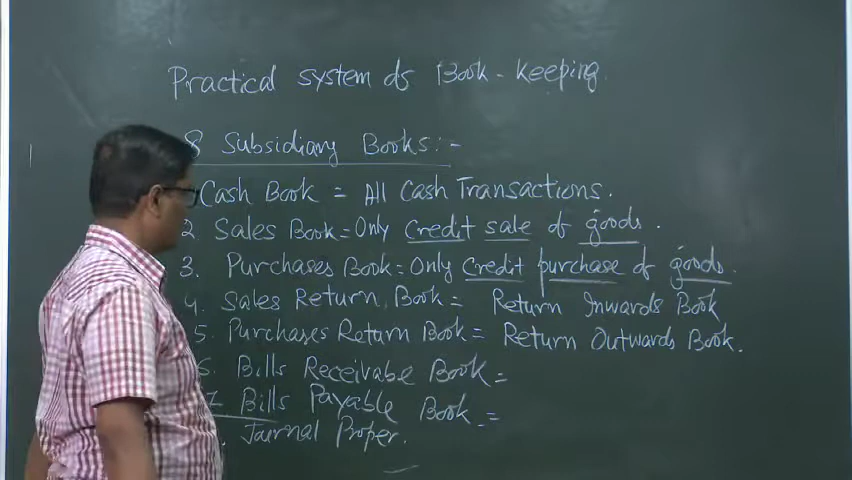 Practical system of Book - Keeping
8 Subsidiary Books:-
Cash Book = All Cash Transactions.
2. Sales Book = Only Credit sale of goods.
3. Purchases Book = Only Credit purchase of goods.
4. Sales Return Book = Return Inwards Book
5. Purchases Return Book = Return Outwards Book.
6. Bills Receivabe Book =
7. Bills Payable Book =
Journal Proper.